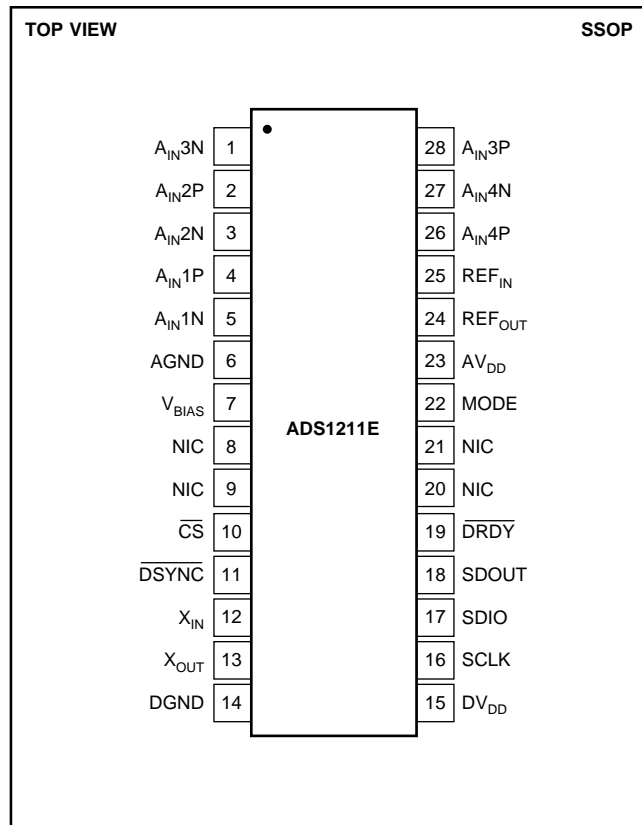 TOP VIEW SSOP
A_IN3N 1 28 A_IN3P
A_IN2P 2 27 A_IN4N
A_IN2N 3 26 A_IN4P
A_IN1P 4 25 REF_IN
A_IN1N 5 24 REF_OUT
AGND 6 23 AV_DD
V_BIAS 7 22 MODE
ADS1211E
NIC 8 21 NIC
NIC 9 20 NIC
C̅S̅ 10 19 D̅R̅D̅Y̅
D̅S̅Y̅N̅C̅ 11 18 SDOUT
X_IN 12 17 SDIO
X_OUT 13 16 SCLK
DGND 14 15 DV_DD